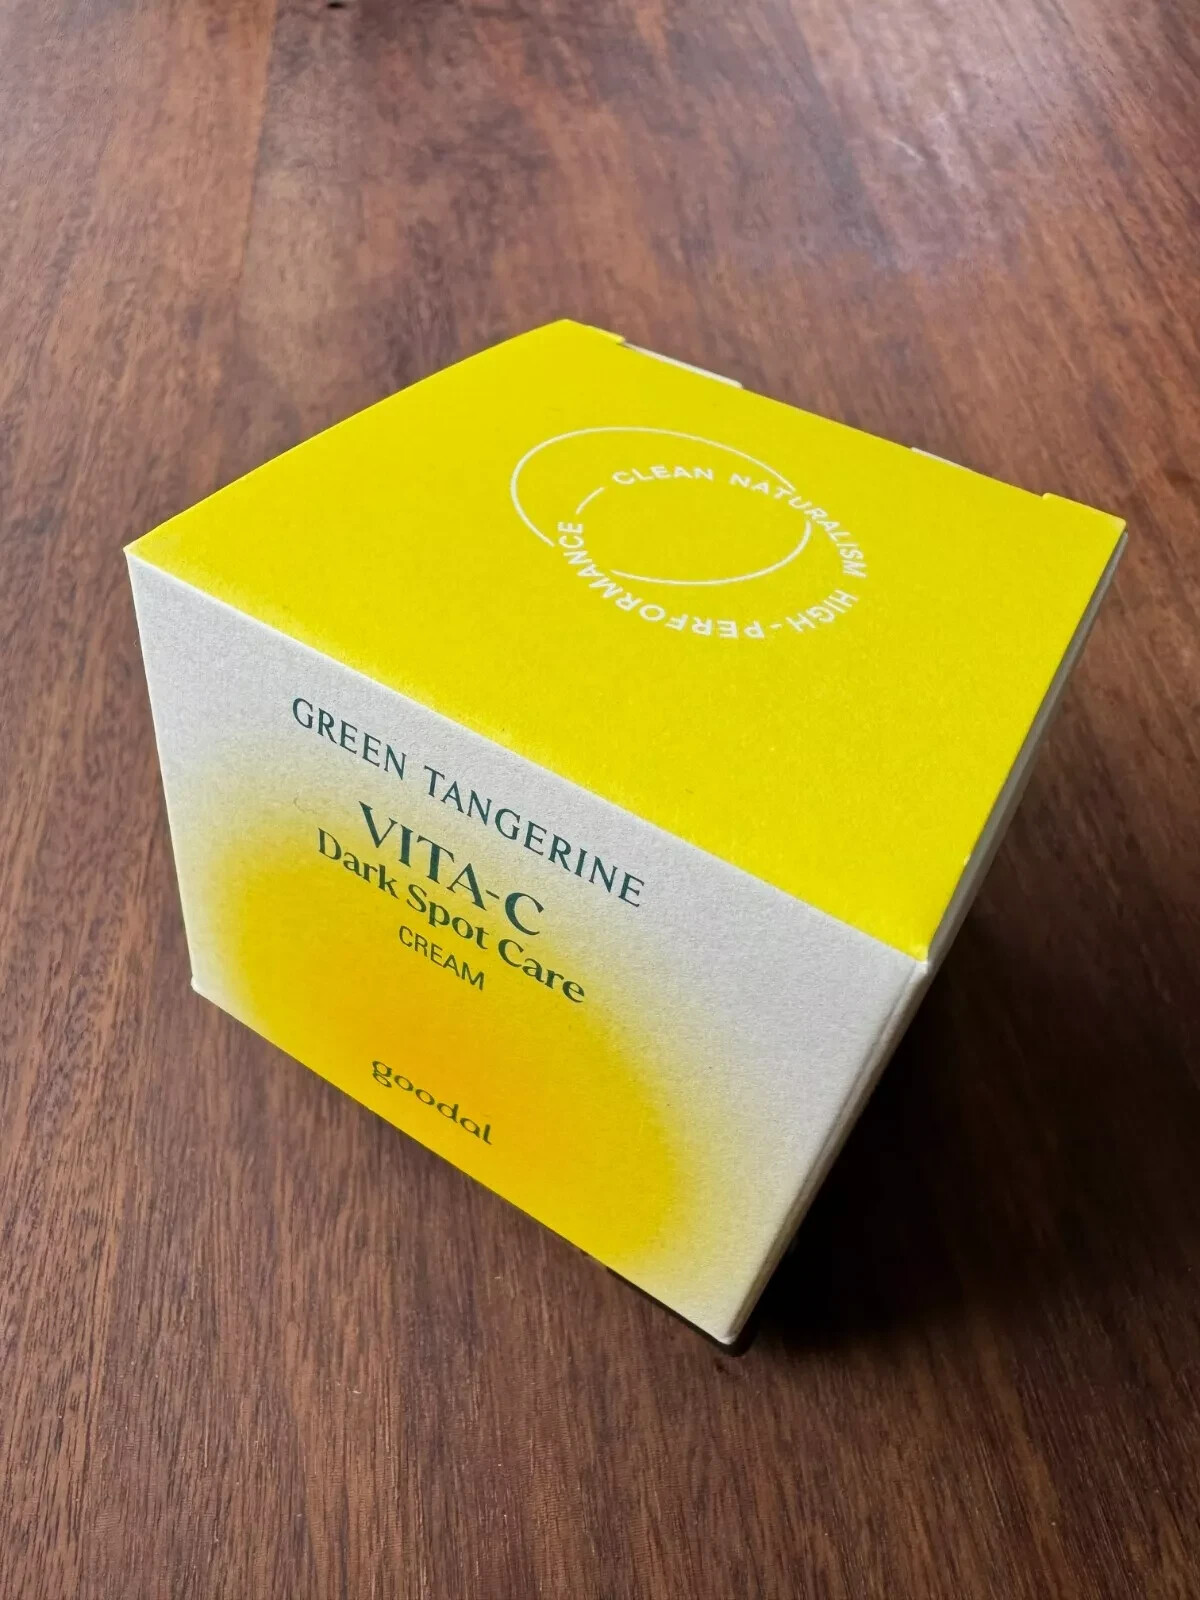 CLEAN NATURALISM HIGH-PERFORMANCE
GREEN TANGERINE
VITA-C
Dark Spot Care
CREAM
goodal